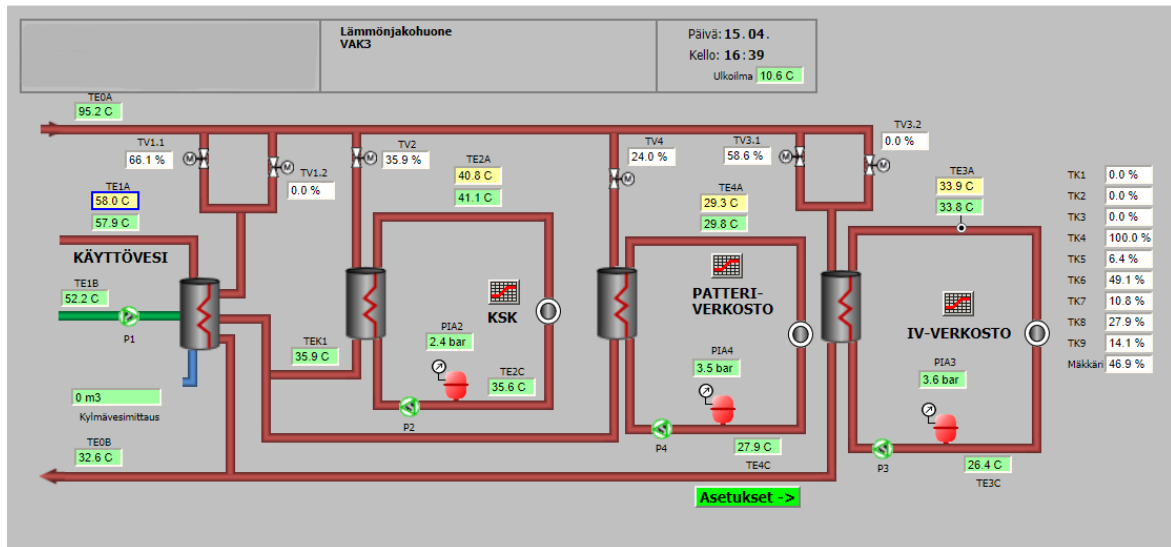 Lämmönjakohuone
VAK3
Päivä: 15.04.
Kello: 16:39
Ulkoilma 10.6 C
TE0A
95.2 C
TV1.1
66.1 %
TV1.2
0.0 %
TV2
35.9 %
TE2A
40.8 C
41.1 C
TV4
24.0 %
TV3.1
58.6 %
TV3.2
0.0 %
TE1A
58.0 C
57.9 C
TE4A
29.3 C
29.8 C
TE3A
33.9 C
33.8 C
M
M
M
M
M
M
KÄYTTÖVESI
TE1B
52.2 C
P1
KSK
PATTERI-
VERKOSTO
IV-VERKOSTO
TEK1
35.9 C
PIA2
2.4 bar
TE2C
35.6 C
P2
PIA4
3.5 bar
P4
27.9 C
TE4C
PIA3
3.6 bar
P3
26.4 C
TE3C
0 m3
Kylmävesimittaus
TE0B
32.6 C
Asetukset ->
TK1 0.0 %
TK2 0.0 %
TK3 0.0 %
TK4 100.0 %
TK5 6.4 %
TK6 49.1 %
TK7 10.8 %
TK8 27.9 %
TK9 14.1 %
Mäkkäri 46.9 %